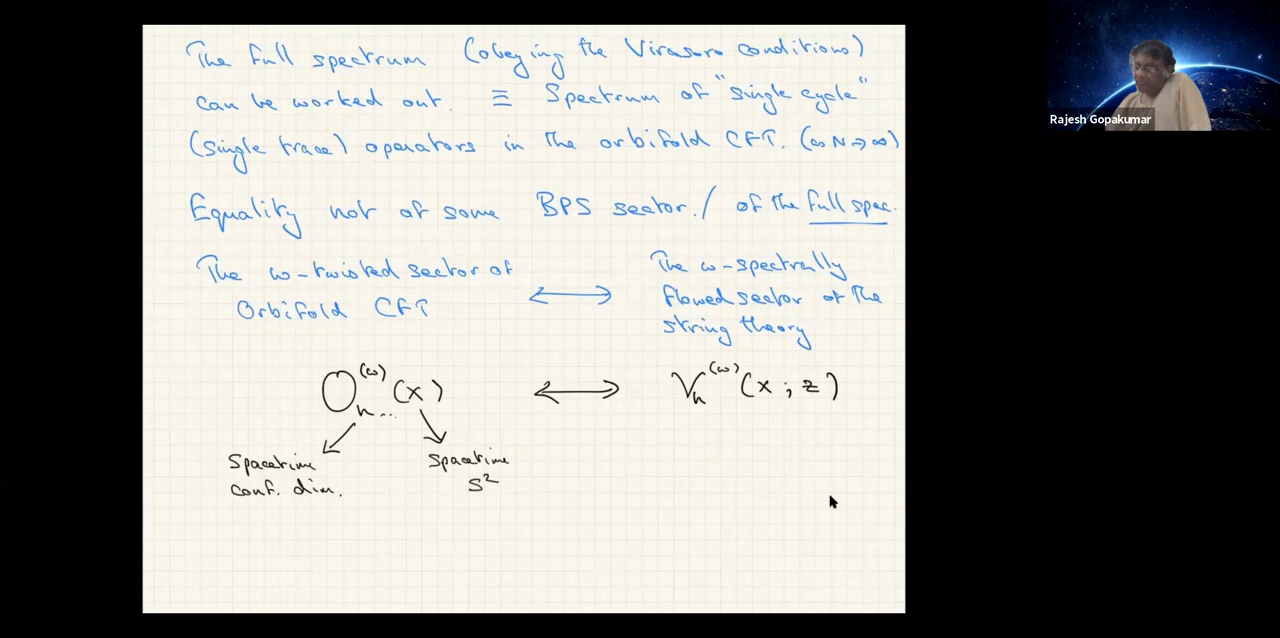 The full spectrum (obeying the Virasoro conditions)
can be worked out. ≡ Spectrum of "single cycle"
(single trace) operators in the orbifold CFT. (as N→∞)
Equality not of some BPS sector. / of the full spec.
The w-twisted sector of
Orbifold CFT
⟷
The w-spectrally
flowed sector of the
string theory
O_h...^(w) (x) ⟷ V_h^(w) (x ; z)
Spacetime
conf. dim.
Spacetime
S²
Rajesh Gopakumar